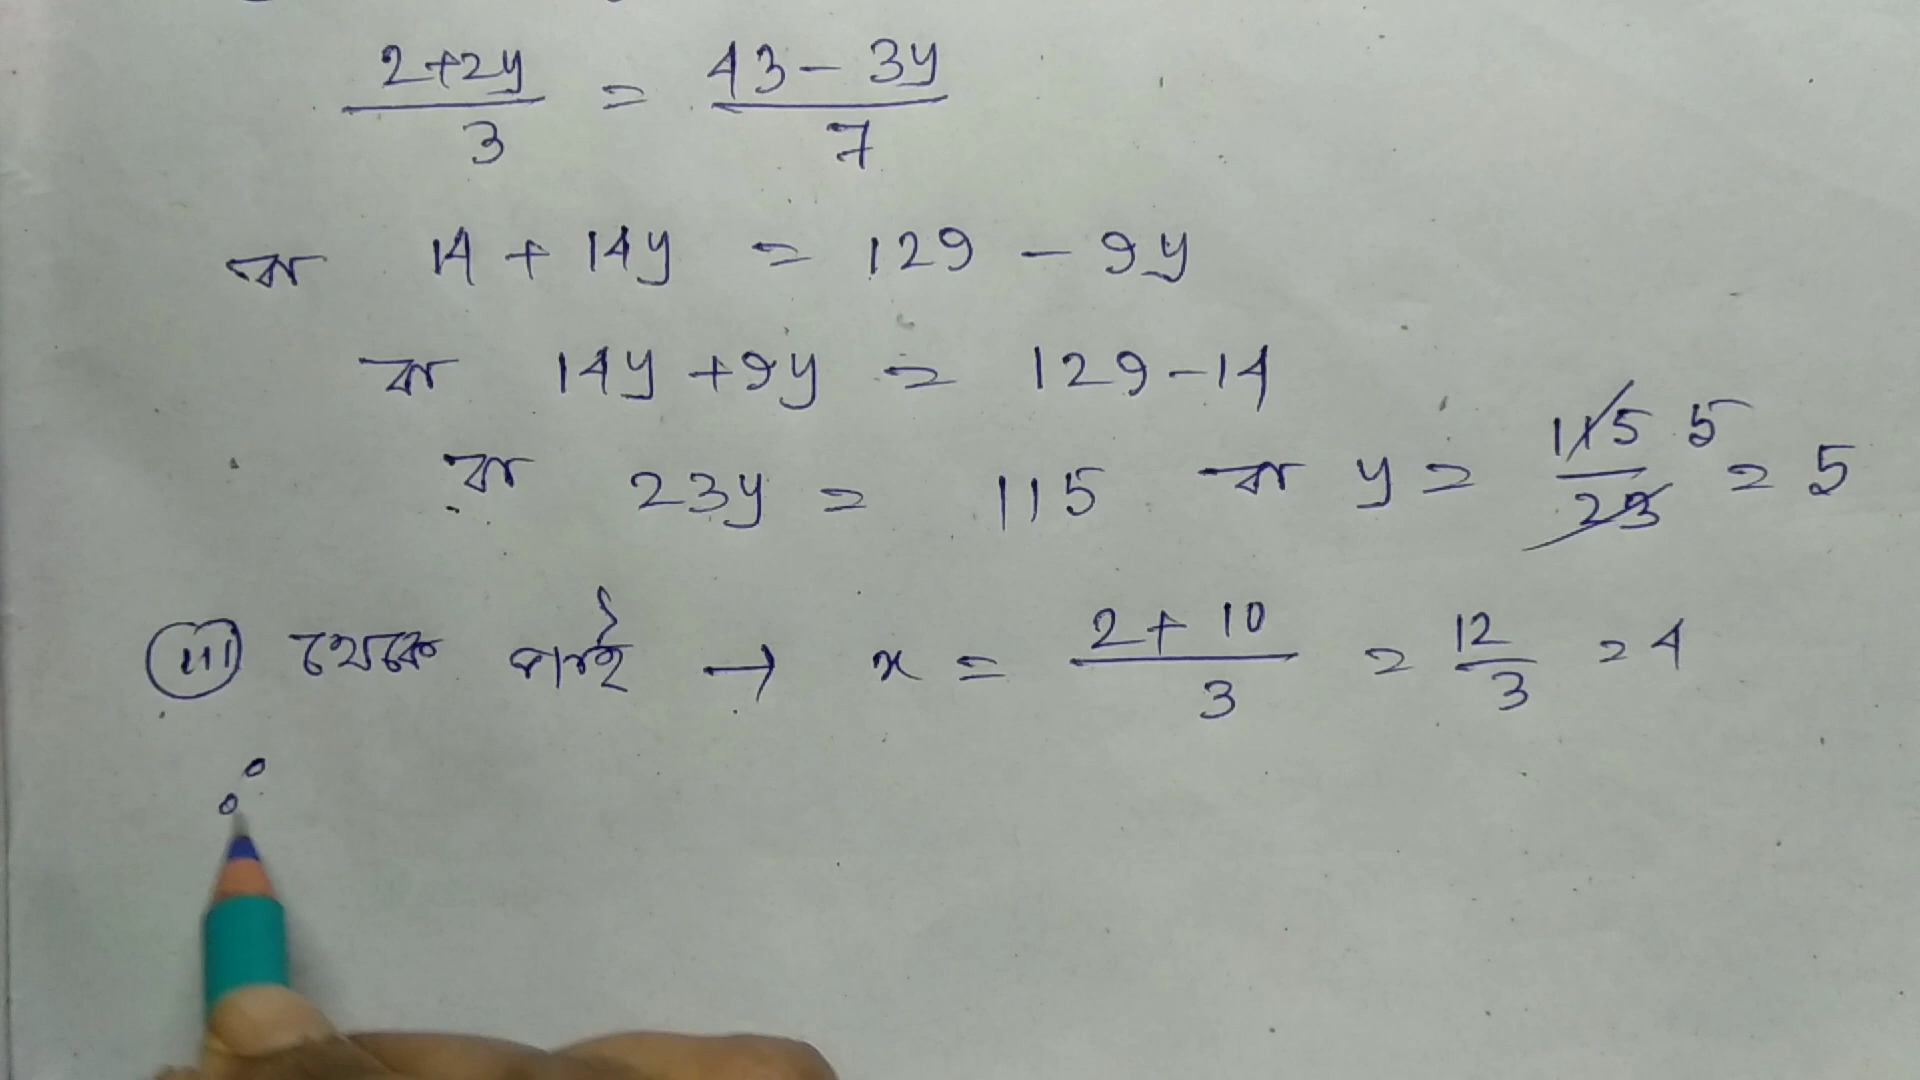 2+2y/3 = 43-3y/7
বা 14 + 14y = 129 - 9y
বা 14y +9y = 129-14
বা 23y = 115 বা y = 115/23 5 = 5
(iii) থেকে পাই → x = 2+10/3 = 12/3 = 4
∴